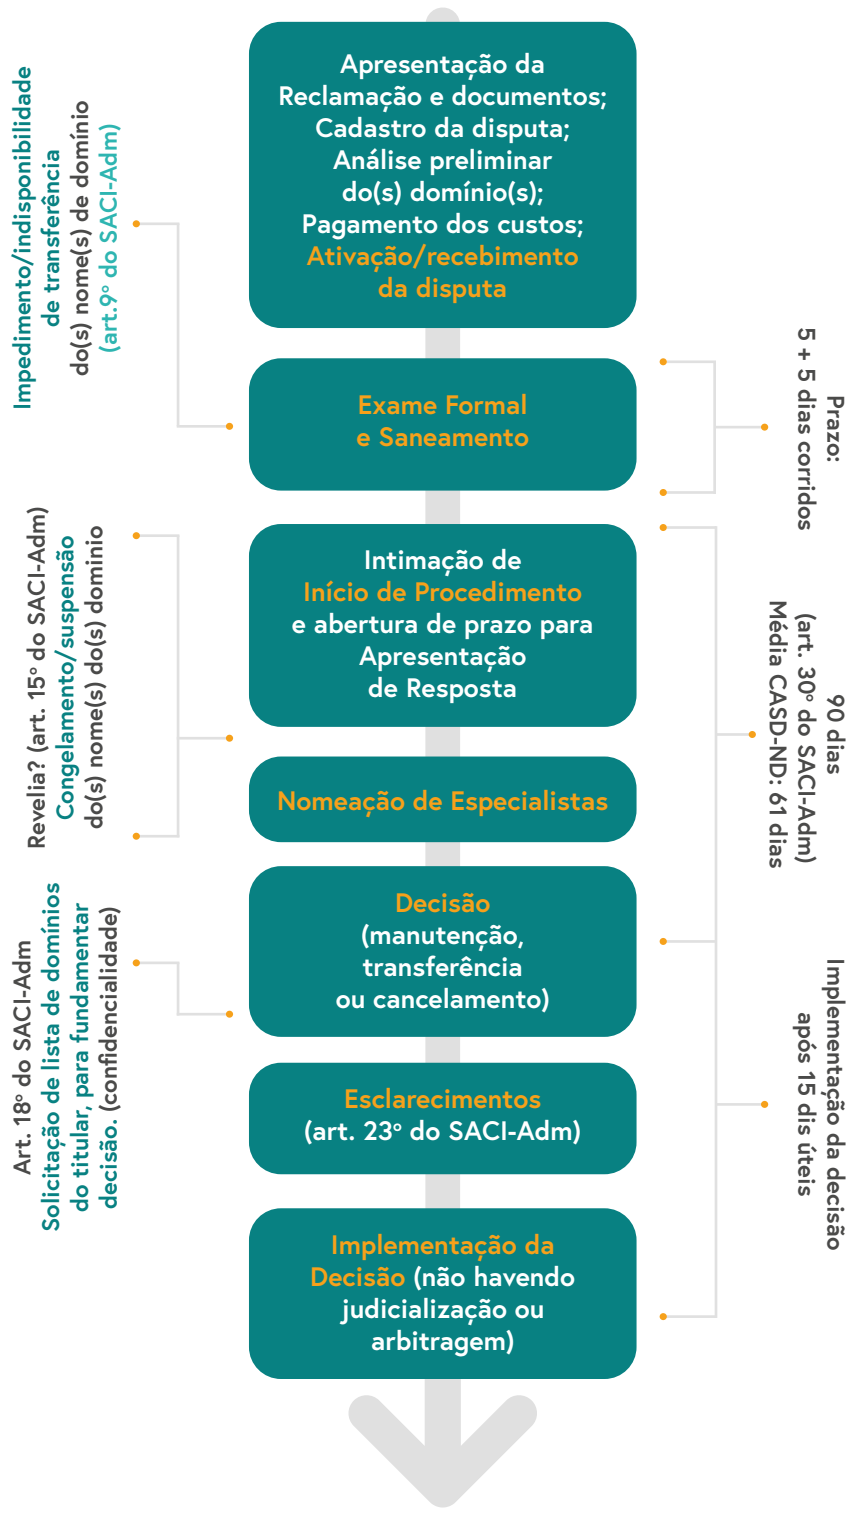 Apresentação da
Reclamação e documentos;
Cadastro da disputa;
Análise preliminar
do(s) domínio(s);
Pagamento dos custos;
Ativação/recebimento
da disputa
Impedimento/indisponibilidade
de transferência
do(s) nome(s) de domínio
(art.9º do SACI-Adm)
Exame Formal
e Saneamento
Prazo:
5 + 5 dias corridos
Intimação de
Início de Procedimento
e abertura de prazo para
Apresentação
de Resposta
Revelia? (art. 15º do SACI-Adm)
Congelamento/suspensão
do(s) nome(s) do(s) dominio
90 dias
(art. 30º do SACI-Adm)
Média CASD-ND: 61 dias
Nomeação de Especialistas
Decisão
(manutenção,
transferência
ou cancelamento)
Art. 18º do SACI-Adm
Solicitação de lista de domínios
do titular, para fundamentar
decisão. (confidencialidade)
Esclarecimentos
(art. 23º do SACI-Adm)
Implementação da decisão
após 15 dis úteis
Implementação da
Decisão (não havendo
judicialização ou
arbitragem)